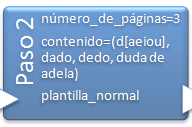 Paso 2
número_de_páginas=3
contenido=(d[aeiou],
dado, dedo, duda de
adela)
plantilla_normal